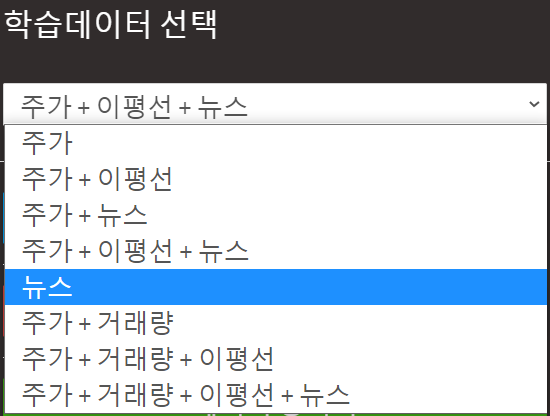 학습데이터 선택
주가 + 이평선 + 뉴스
주가
주가 + 이평선
주가 + 뉴스
주가 + 이평선 + 뉴스
뉴스
주가 + 거래량
주가 + 거래량 + 이평선
주가 + 거래량 + 이평선 + 뉴스